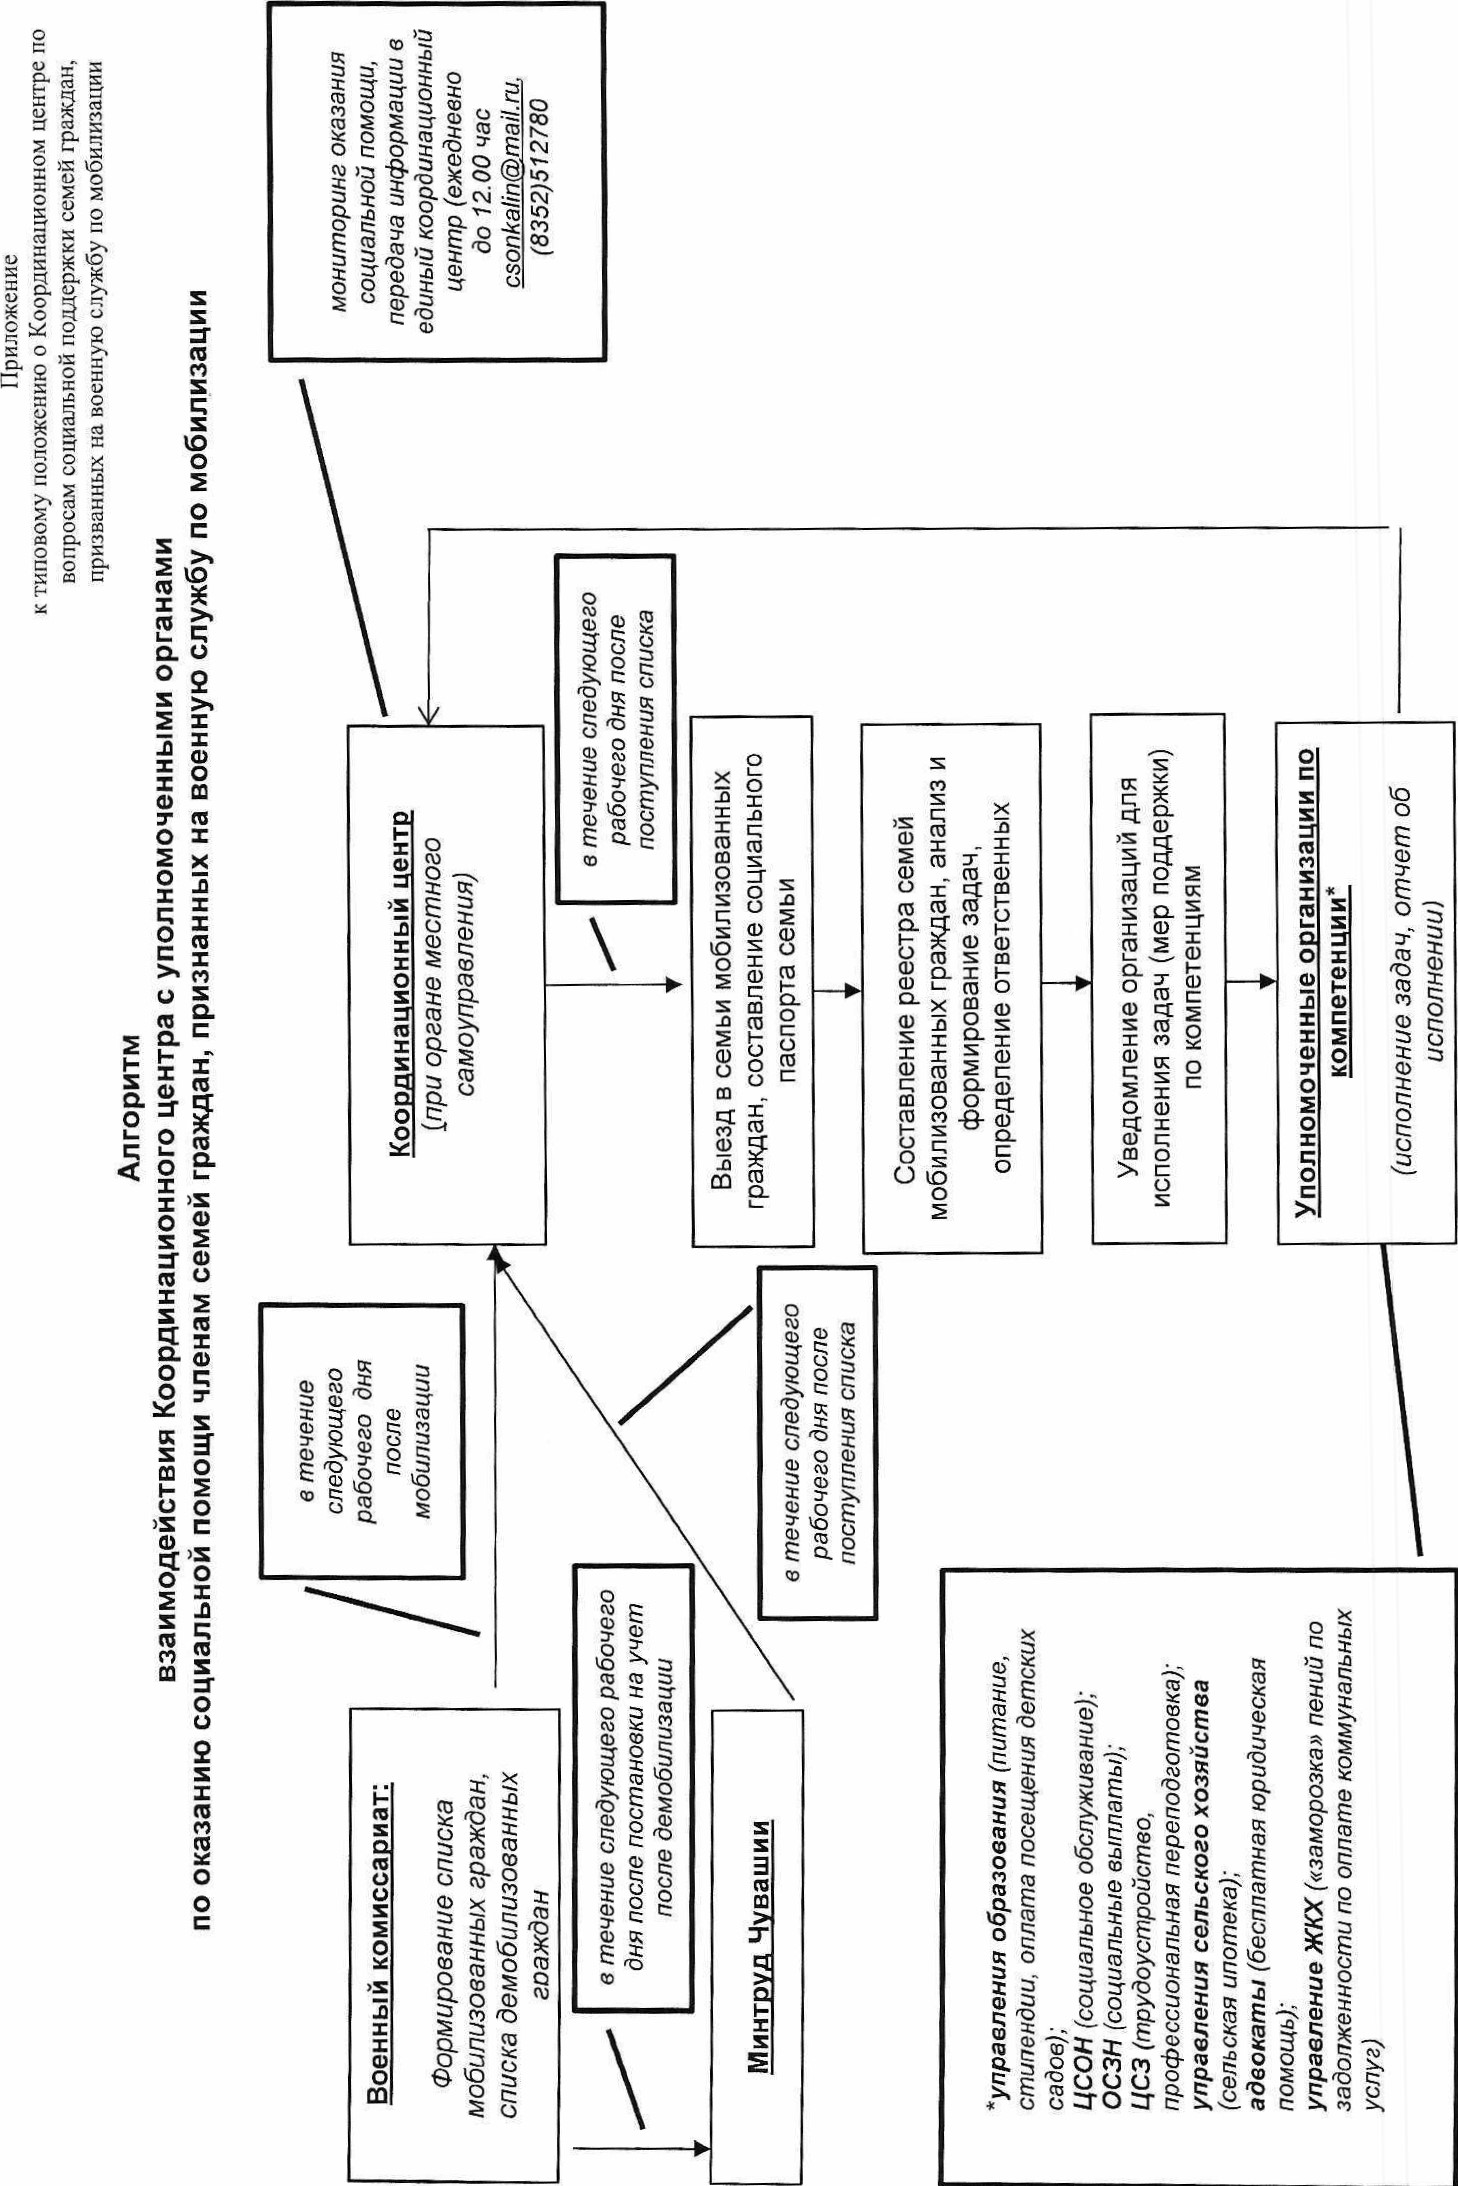 Приложение
к типовому положению о Координационном центре по
вопросам социальной поддержки семей граждан,
призванных на военную службу по мобилизации
Алгоритм
взаимодействия Координационного центра с уполномоченными органами
по оказанию социальной помощи членам семей граждан, признанных на военную службу по мобилизации
Военный комиссариат:
Формирование списка
мобилизованных граждан,
списка демобилизованных
граждан
в течение
следующего
рабочего дня
после
мобилизации
в течение следующего рабочего
дня после постановки на учет
после демобилизации
Минтруд Чувашии
в течение следующего
рабочего дня после
поступления списка
Координационный центр
(при органе местного
самоуправления)
мониторинг оказания
социальной помощи,
передача информации в
единый координационный
центр (ежедневно
до 12.00 час
csonkalin@mail.ru,
(8352)512780
в течение следующего
рабочего дня после
поступления списка
Выезд в семьи мобилизованных
граждан, составление социального
паспорта семьи
Составление реестра семей
мобилизованных граждан, анализ и
формирование задач,
определение ответственных
Уведомление организаций для
исполнения задач (мер поддержки)
по компетенциям
Уполномоченные организации по
компетенции*
(исполнение задач, отчет об
исполнении)
*управления образования (питание,
стипендии, оплата посещения детских
садов);
ЦСОН (социальное обслуживание);
ОСЗН (социальные выплаты);
ЦСЗ (трудоустройство,
профессиональная переподготовка);
управления сельского хозяйства
(сельская ипотека);
адвокаты (бесплатная юридическая
помощь);
управление ЖКХ («заморозка» пений по
задолженности по оплате коммунальных
услуг)